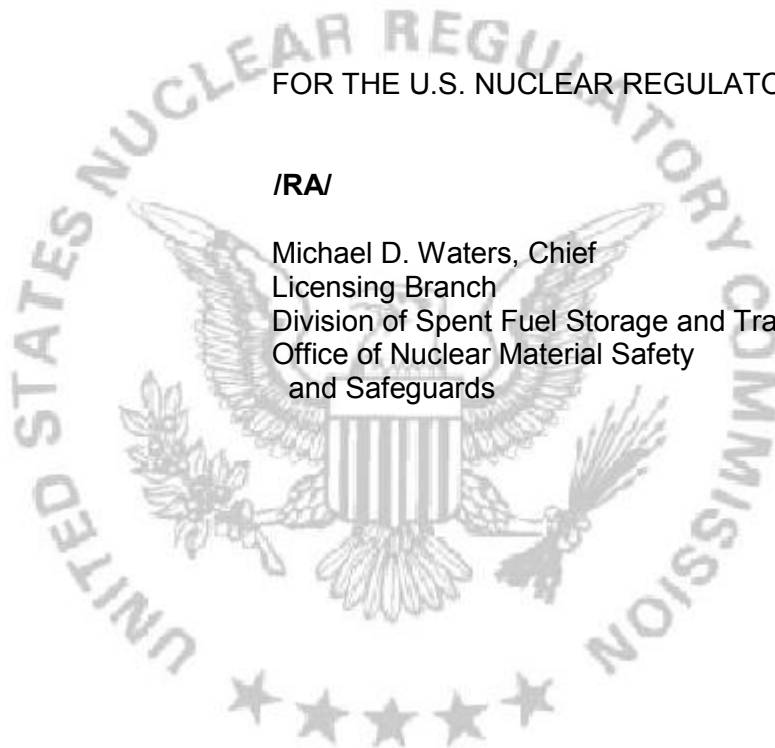 UNITED STATES NUCLEAR REGULATORY COMMISSION
FOR THE U.S. NUCLEAR REGULATO
/RA/
Michael D. Waters, Chief
Licensing Branch
Division of Spent Fuel Storage and Tra
Office of Nuclear Material Safety
and Safeguards